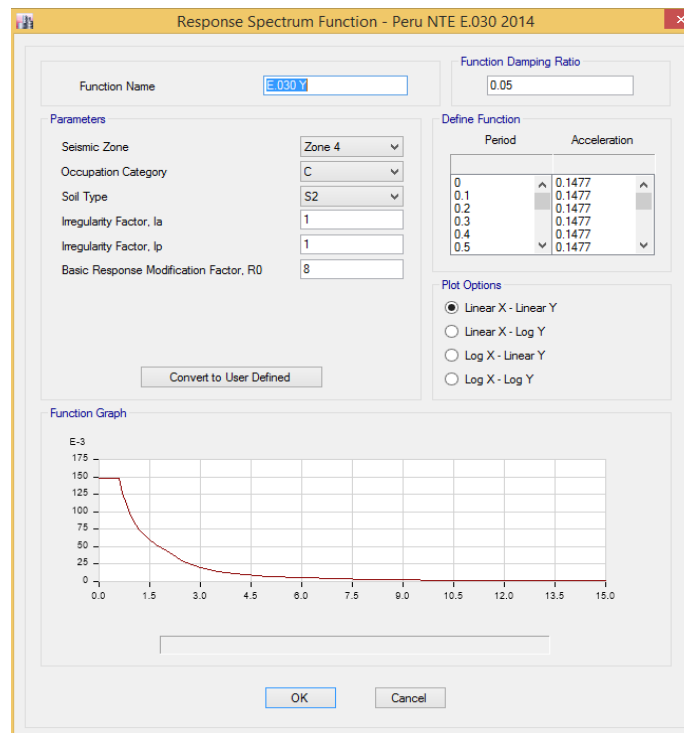 Response Spectrum Function - Peru NTE E.030 2014
Function Name
E.030 Y
Function Damping Ratio
0.05
Parameters
Seismic Zone
Zone 4
Occupation Category
C
Soil Type
S2
Irregularity Factor, Ia
1
Irregularity Factor, Ip
1
Basic Response Modification Factor, R0
8
Convert to User Defined
Define Function
Period Acceleration
0 0.1477
0.1 0.1477
0.2 0.1477
0.3 0.1477
0.4 0.1477
0.5 0.1477
Plot Options
Linear X - Linear Y
Linear X - Log Y
Log X - Linear Y
Log X - Log Y
Function Graph
E-3
175
150
125
100
75
50
25
0
0.0 1.5 3.0 4.5 6.0 7.5 9.0 10.5 12.0 13.5 15.0
OK Cancel